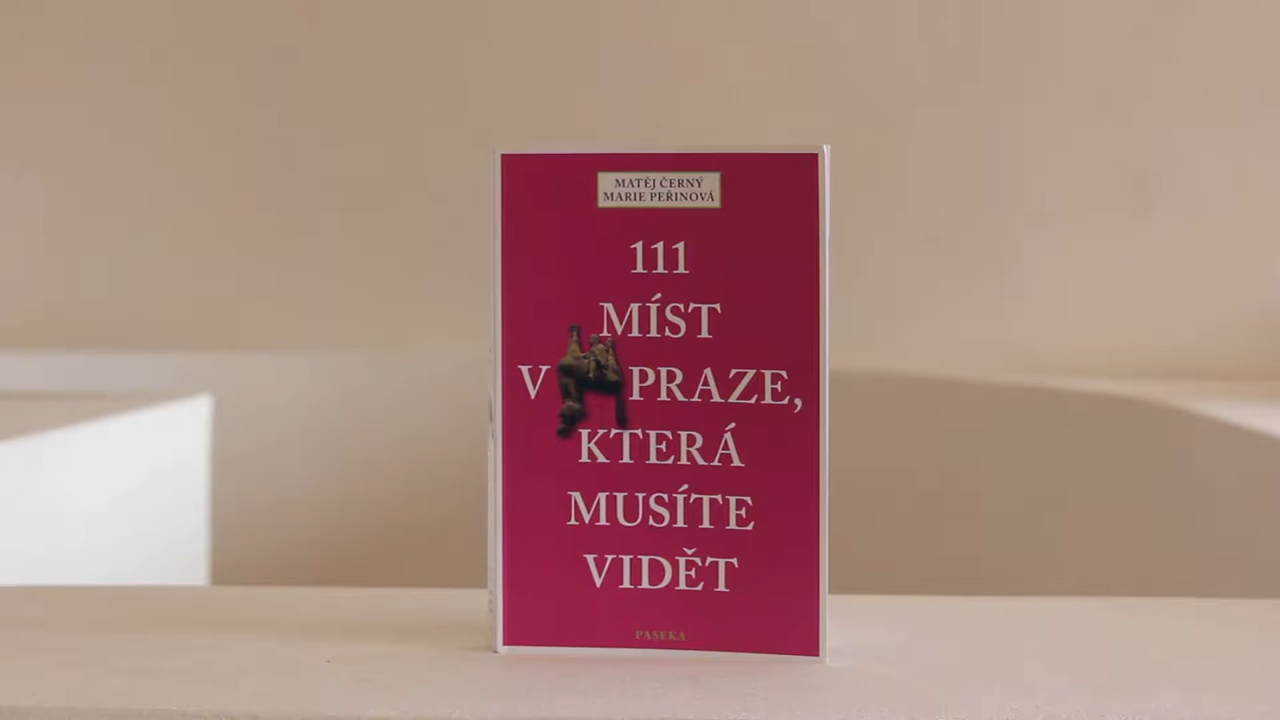 MATĚJ ČERNÝ
MARIE PEŘINOVÁ
111
MÍST
V PRAZE,
KTERÁ
MUSÍTE
VIDĚT
PASEKA